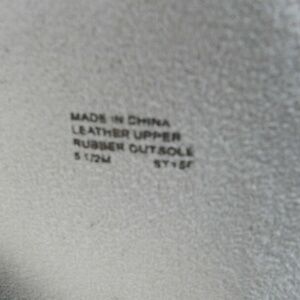 MADE IN CHINA
LEATHER UPPER
RUBBER OUTSOLE
5 1/2M